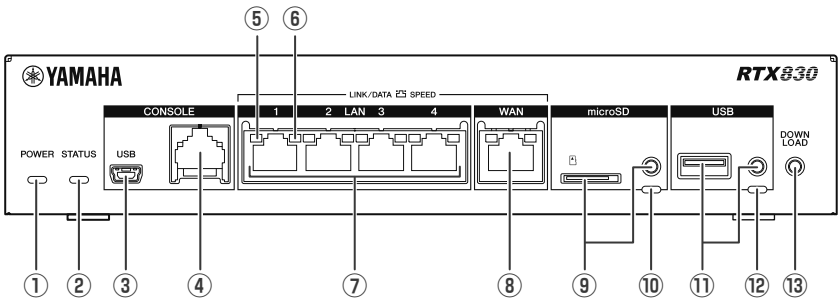 ⑤ ⑥
YAMAHA
RTX830
LINK/DATA SPEED
CONSOLE
1 2 LAN 3 4
WAN
microSD
USB
POWER STATUS USB
DOWN
LOAD
① ② ③ ④ ⑦ ⑧ ⑨ ⑩ ⑪ ⑫ ⑬